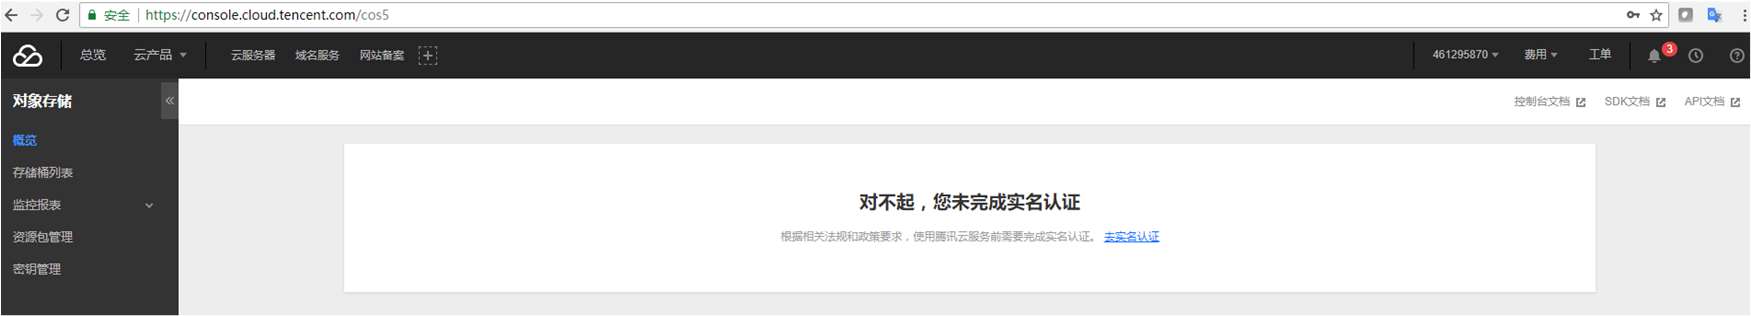 安全 https://console.cloud.tencent.com/cos5
总览 云产品 云服务器 域名服务 网站备案 461295870 费用 工单 3
对象存储
控制台文档 SDK文档 API文档
概览
存储桶列表
监控报表
资源包管理
密钥管理
对不起，您未完成实名认证
根据相关法规和政策要求，使用腾讯云服务前需要完成实名认证。 去实名认证